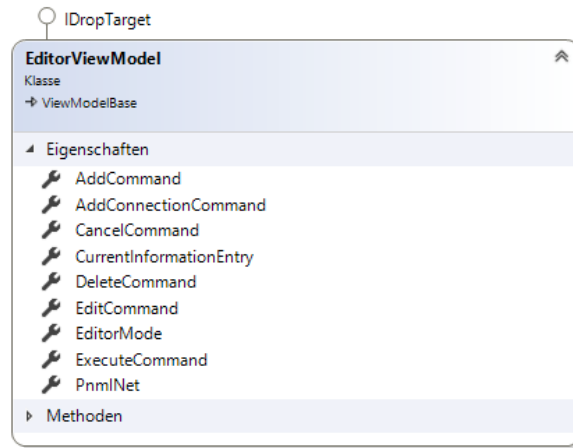 IDropTarget
EditorViewModel
Klasse
ViewModelBase
Eigenschaften
AddCommand
AddConnectionCommand
CancelCommand
CurrentInformationEntry
DeleteCommand
EditCommand
EditorMode
ExecuteCommand
PnmlNet
Methoden